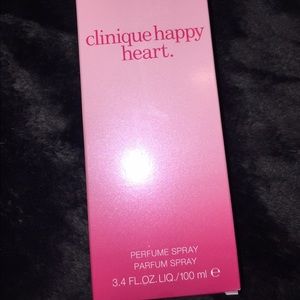 clinique happy
heart.
PERFUME SPRAY
PARFUM SPRAY
3.4 FL.OZ.LIQ./100 ml ℮